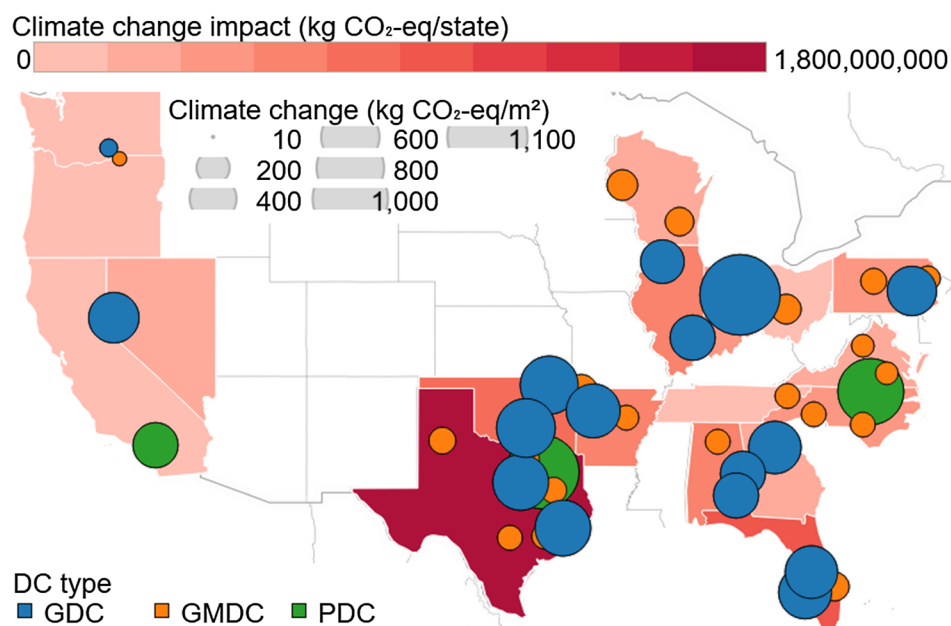 Climate change impact (kg CO₂-eq/state)
0 1,800,000,000
Climate change (kg CO₂-eq/m²)
10 600 1,100
200 800
400 1,000
DC type
GDC GMDC PDC